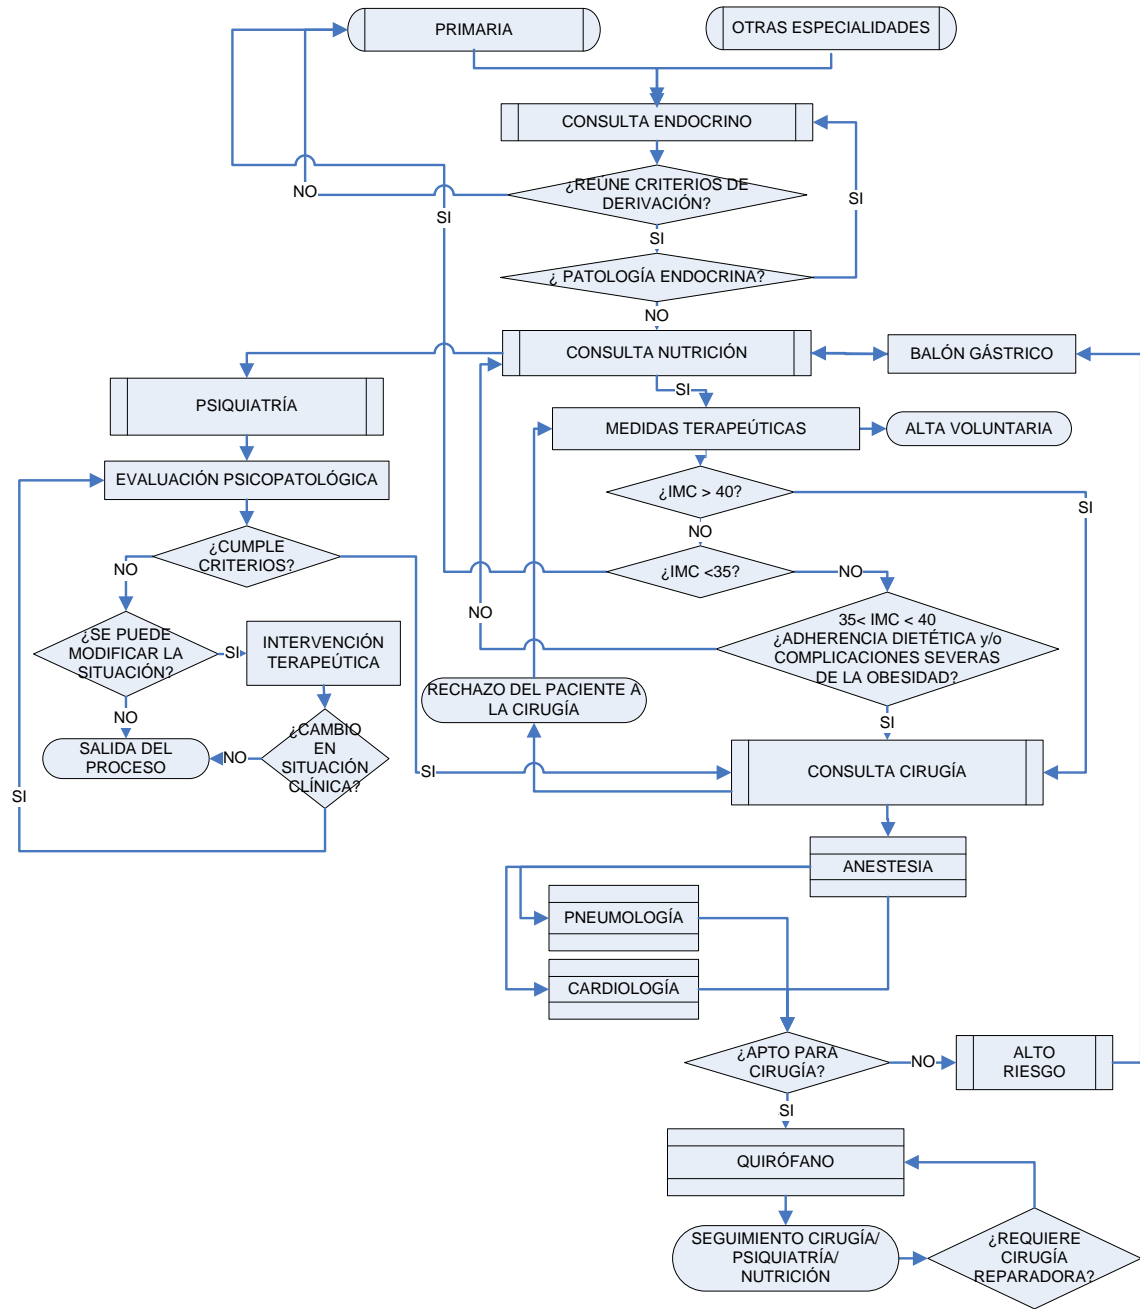 PRIMARIA
OTRAS ESPECIALIDADES
CONSULTA ENDOCRINO
¿REÚNE CRITERIOS DE
DERIVACIÓN?
NO
SI
SI
SI
¿ PATOLOGÍA ENDOCRINA?
NO
CONSULTA NUTRICIÓN
BALÓN GÁSTRICO
SI
PSIQUIATRÍA
MEDIDAS TERAPEÚTICAS
ALTA VOLUNTARIA
EVALUACIÓN PSICOPATOLÓGICA
¿IMC > 40?
SI
NO
¿CUMPLE
CRITERIOS?
NO
¿IMC <35?
NO
NO
¿SE PUEDE
MODIFICAR LA
SITUACIÓN?
SI
INTERVENCIÓN
TERAPEÚTICA
35< IMC < 40
¿ADHERENCIA DIETÉTICA y/o
COMPLICACIONES SEVERAS
DE LA OBESIDAD?
RECHAZO DEL PACIENTE A
LA CIRUGÍA
NO
SI
SALIDA DEL
PROCESO
NO
¿CAMBIO
EN
SITUACIÓN
CLÍNICA?
SI
SI
CONSULTA CIRUGÍA
ANESTESIA
PNEUMOLOGÍA
CARDIOLOGÍA
¿APTO PARA
CIRUGÍA?
NO
ALTO
RIESGO
SI
QUIRÓFANO
SEGUIMIENTO CIRUGÍA/
PSIQUIATRÍA/
NUTRICIÓN
¿REQUIERE
CIRUGÍA
REPARADORA?